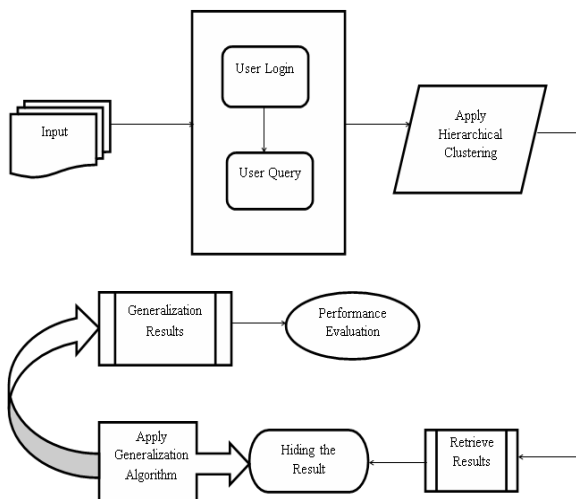 Input
User Login
User Query
Apply
Hierarchical
Clustering
Generalization
Results
Performance
Evaluation
Apply
Generalization
Algorithm
Hiding the
Result
Retrieve
Results